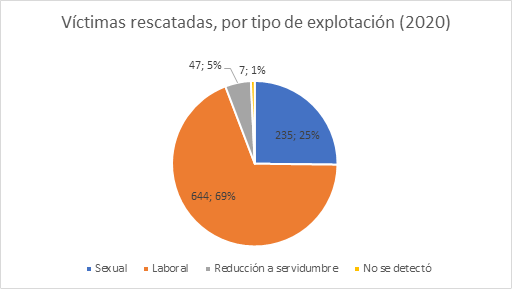 Víctimas rescatadas, por tipo de explotación (2020)
47; 5%
7; 1%
235; 25%
644; 69%
Sexual
Laboral
Reducción a servidumbre
No se detectó